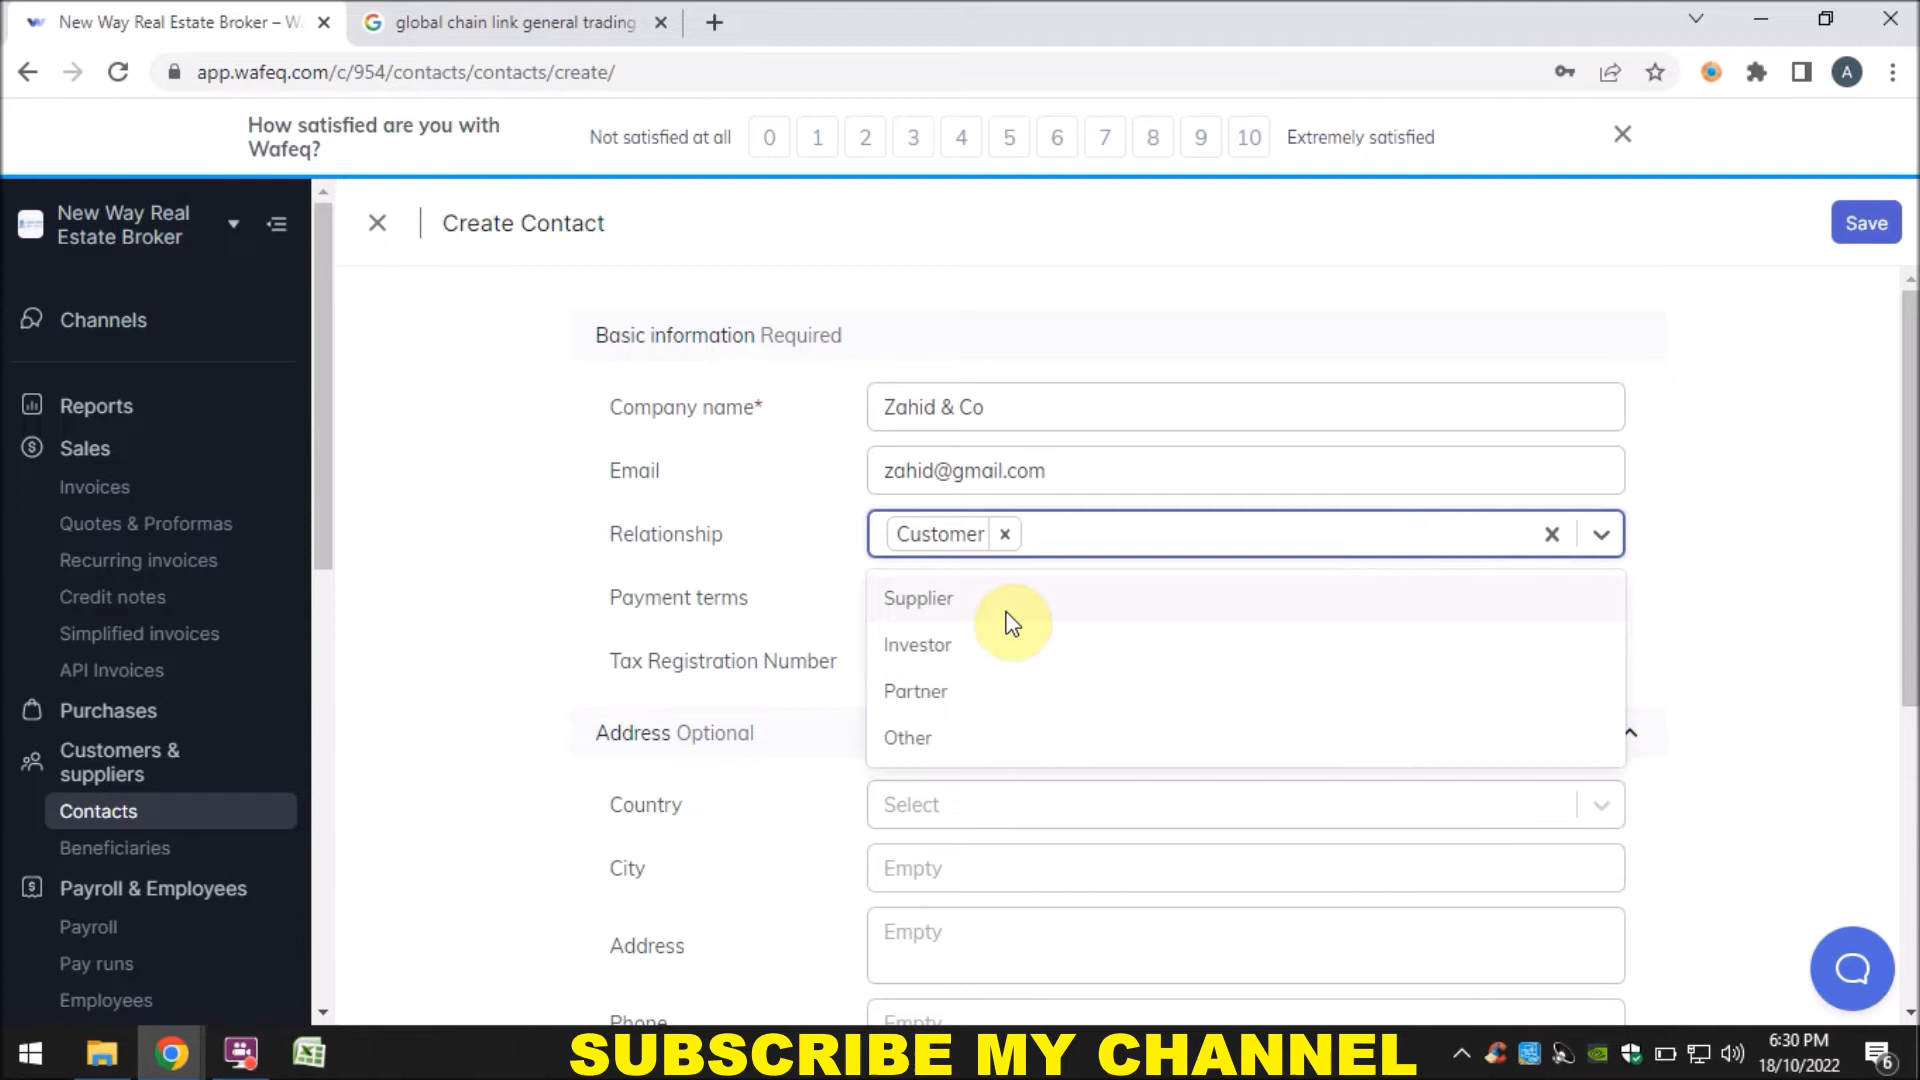 New Way Real Estate Broker – W
global chain link general trading
app.wafeq.com/c/954/contacts/contacts/create/
A
How satisfied are you with
Wafeq?
Not satisfied at all
0 1 2 3 4 5 6 7 8 9 10
Extremely satisfied
New Way Real
Estate Broker
Create Contact
Save
Channels
Reports
Sales
Invoices
Quotes & Proformas
Recurring invoices
Credit notes
Simplified invoices
API Invoices
Purchases
Customers &
suppliers
Contacts
Beneficiaries
Payroll & Employees
Payroll
Pay runs
Employees
Basic information Required
Company name*
Zahid & Co
Email
zahid@gmail.com
Relationship
Customer
Payment terms
Supplier
Investor
Tax Registration Number
Partner
Address Optional
Other
Country
Select
City
Empty
Address
Empty
Phone
Empty
SUBSCRIBE MY CHANNEL
6:30 PM
18/10/2022
6